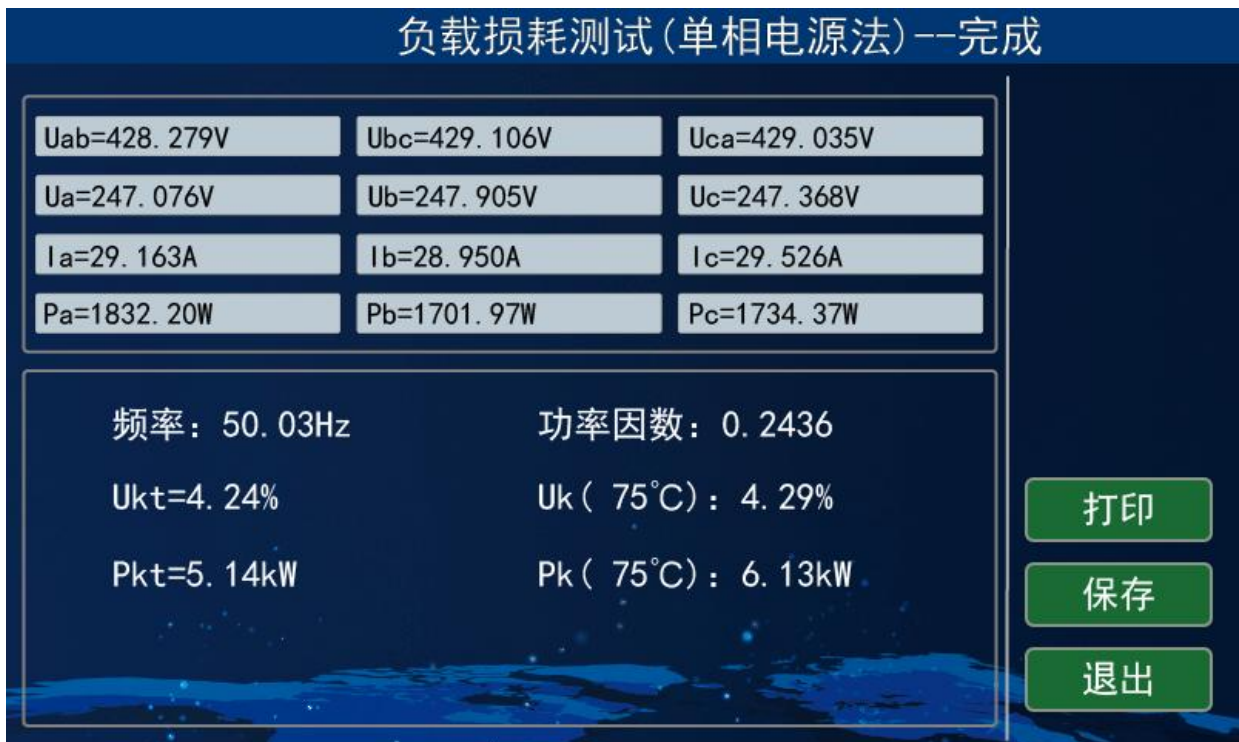 负载损耗测试(单相电源法)--完成
Uab=428.279V Ubc=429.106V Uca=429.035V
Ua=247.076V Ub=247.905V Uc=247.368V
Ia=29.163A Ib=28.950A Ic=29.526A
Pa=1832.20W Pb=1701.97W Pc=1734.37W
频率：50.03Hz 功率因数：0.2436
Ukt=4.24% Uk( 75℃)：4.29%
打印
Pkt=5.14kW Pk( 75℃)：6.13kW
保存
退出